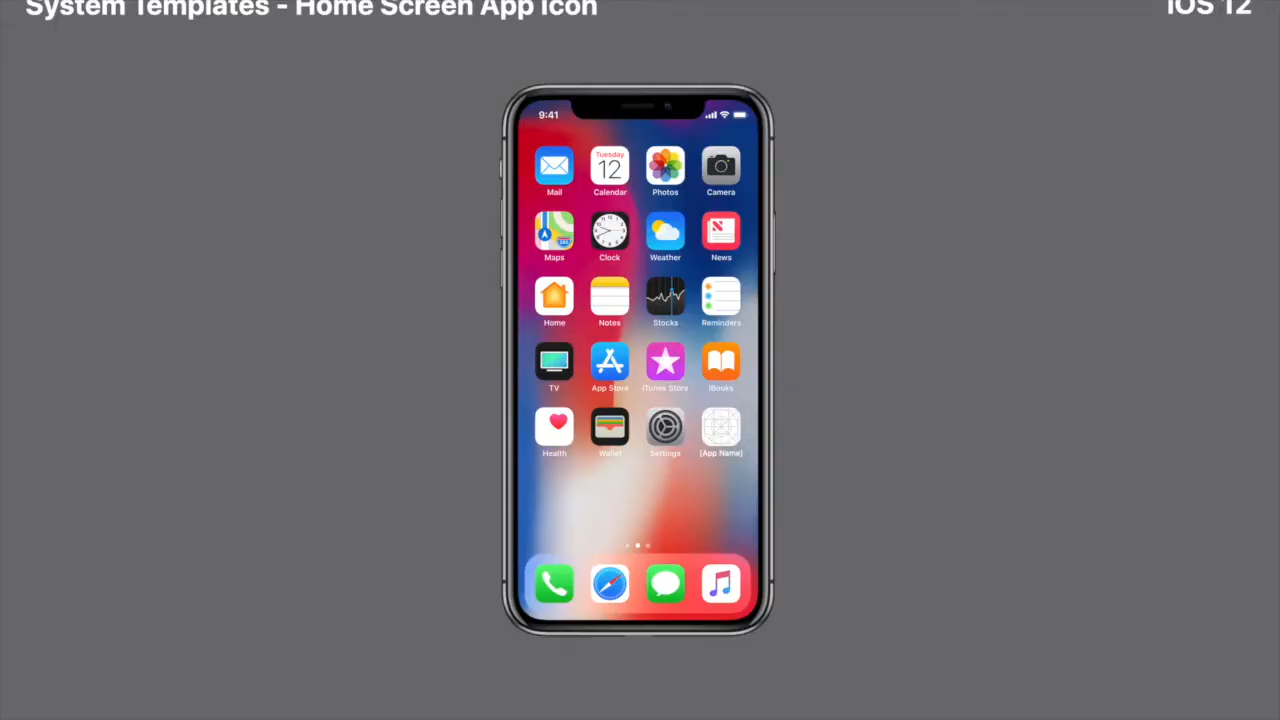 System Templates - Home Screen App Icon
iOS 12
9:41
Tuesday
12
Mail
Calendar
Photos
Camera
Maps
Clock
Weather
News
Home
Notes
Stocks
Reminders
TV
App Store
iTunes Store
iBooks
Health
Wallet
Settings
[App Name]